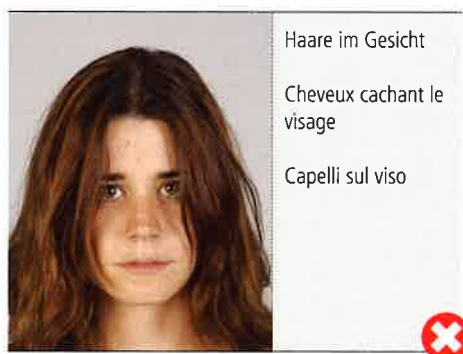 Haare im Gesicht
Cheveux cachant le
visage
Capelli sul viso